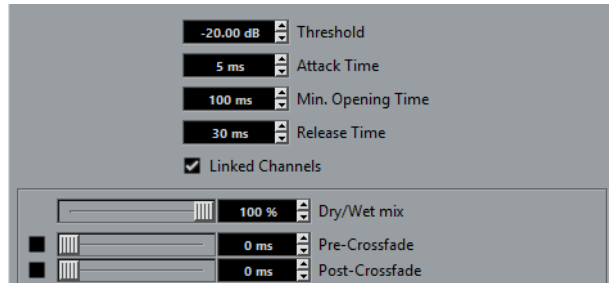 -20.00 dB Threshold
5 ms Attack Time
100 ms Min. Opening Time
30 ms Release Time
Linked Channels
100 % Dry/Wet mix
0 ms Pre-Crossfade
0 ms Post-Crossfade